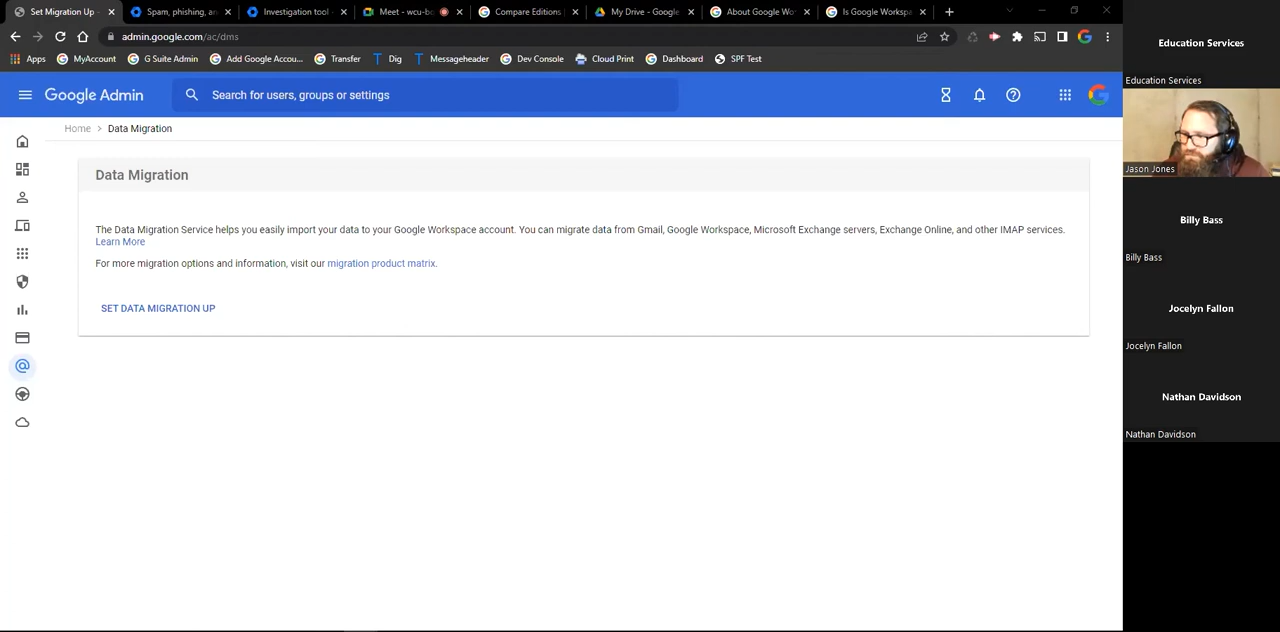 Set Migration Up
Spam, phishing, an
Investigation tool -
Meet - wcu-bc
Compare Editions
My Drive - Google
About Google Wo
Is Google Workspa
admin.google.com/ac/dms
Apps
MyAccount
G Suite Admin
Add Google Accou...
Transfer
Dig
Messageheader
Dev Console
Cloud Print
Dashboard
SPF Test
Google Admin
Search for users, groups or settings
Home > Data Migration
Data Migration
The Data Migration Service helps you easily import your data to your Google Workspace account. You can migrate data from Gmail, Google Workspace, Microsoft Exchange servers, Exchange Online, and other IMAP services.
Learn More
For more migration options and information, visit our migration product matrix.
SET DATA MIGRATION UP
Education Services
Education Services
Jason Jones
Billy Bass
Billy Bass
Jocelyn Fallon
Jocelyn Fallon
Nathan Davidson
Nathan Davidson